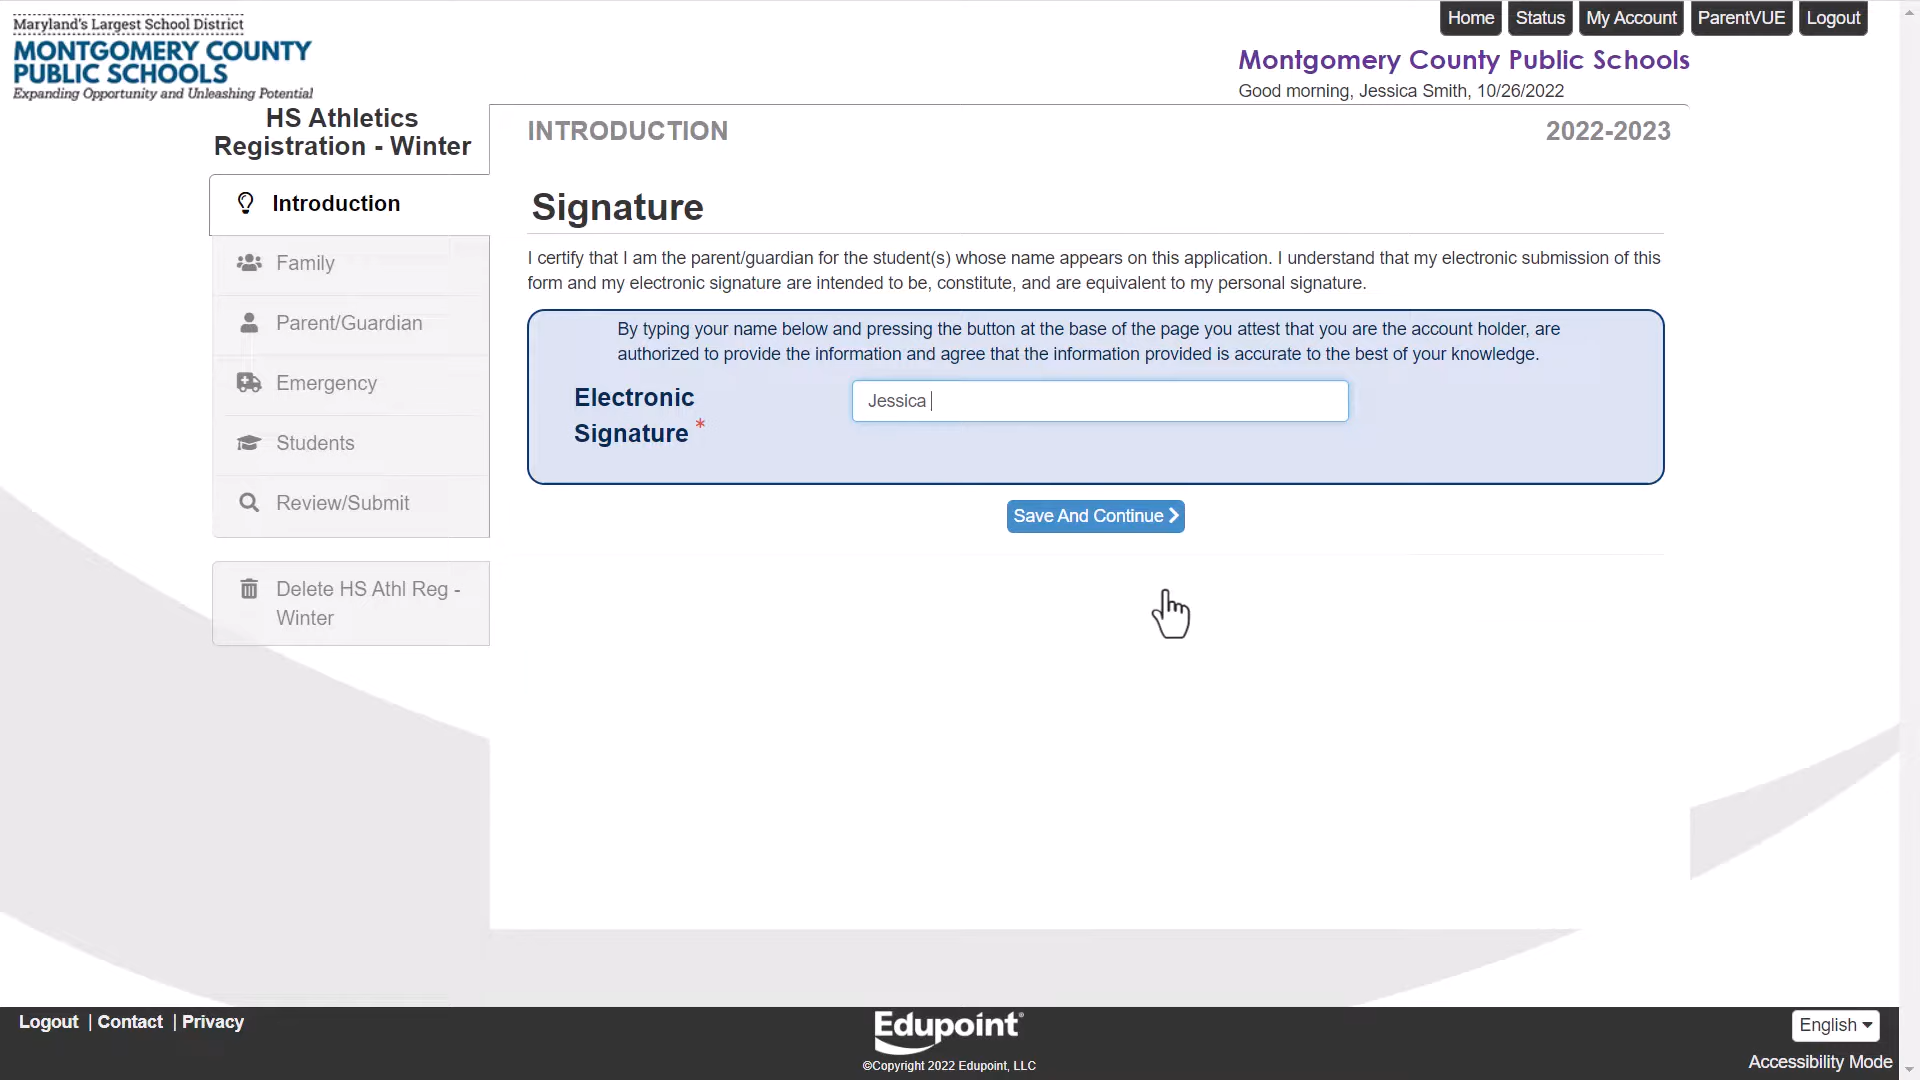 Maryland's Largest School District
MONTGOMERY COUNTY
PUBLIC SCHOOLS
Expanding Opportunity and Unleashing Potential
Home
Status
My Account
ParentVUE
Logout
Montgomery County Public Schools
Good morning, Jessica Smith, 10/26/2022
HS Athletics
Registration - Winter
Introduction
Family
Parent/Guardian
Emergency
Students
Review/Submit
Delete HS Athl Reg -
Winter
INTRODUCTION
2022-2023
Signature
I certify that I am the parent/guardian for the student(s) whose name appears on this application. I understand that my electronic submission of this
form and my electronic signature are intended to be, constitute, and are equivalent to my personal signature.
By typing your name below and pressing the button at the base of the page you attest that you are the account holder, are
authorized to provide the information and agree that the information provided is accurate to the best of your knowledge.
Electronic
Signature *
Jessica
Save And Continue
Logout | Contact | Privacy
Edupoint®
©Copyright 2022 Edupoint, LLC
English
Accessibility Mode